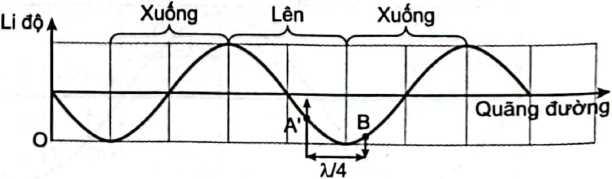 Xuống Lên Xuống
Li độ
Quãng đường
A' B
O
λ/4